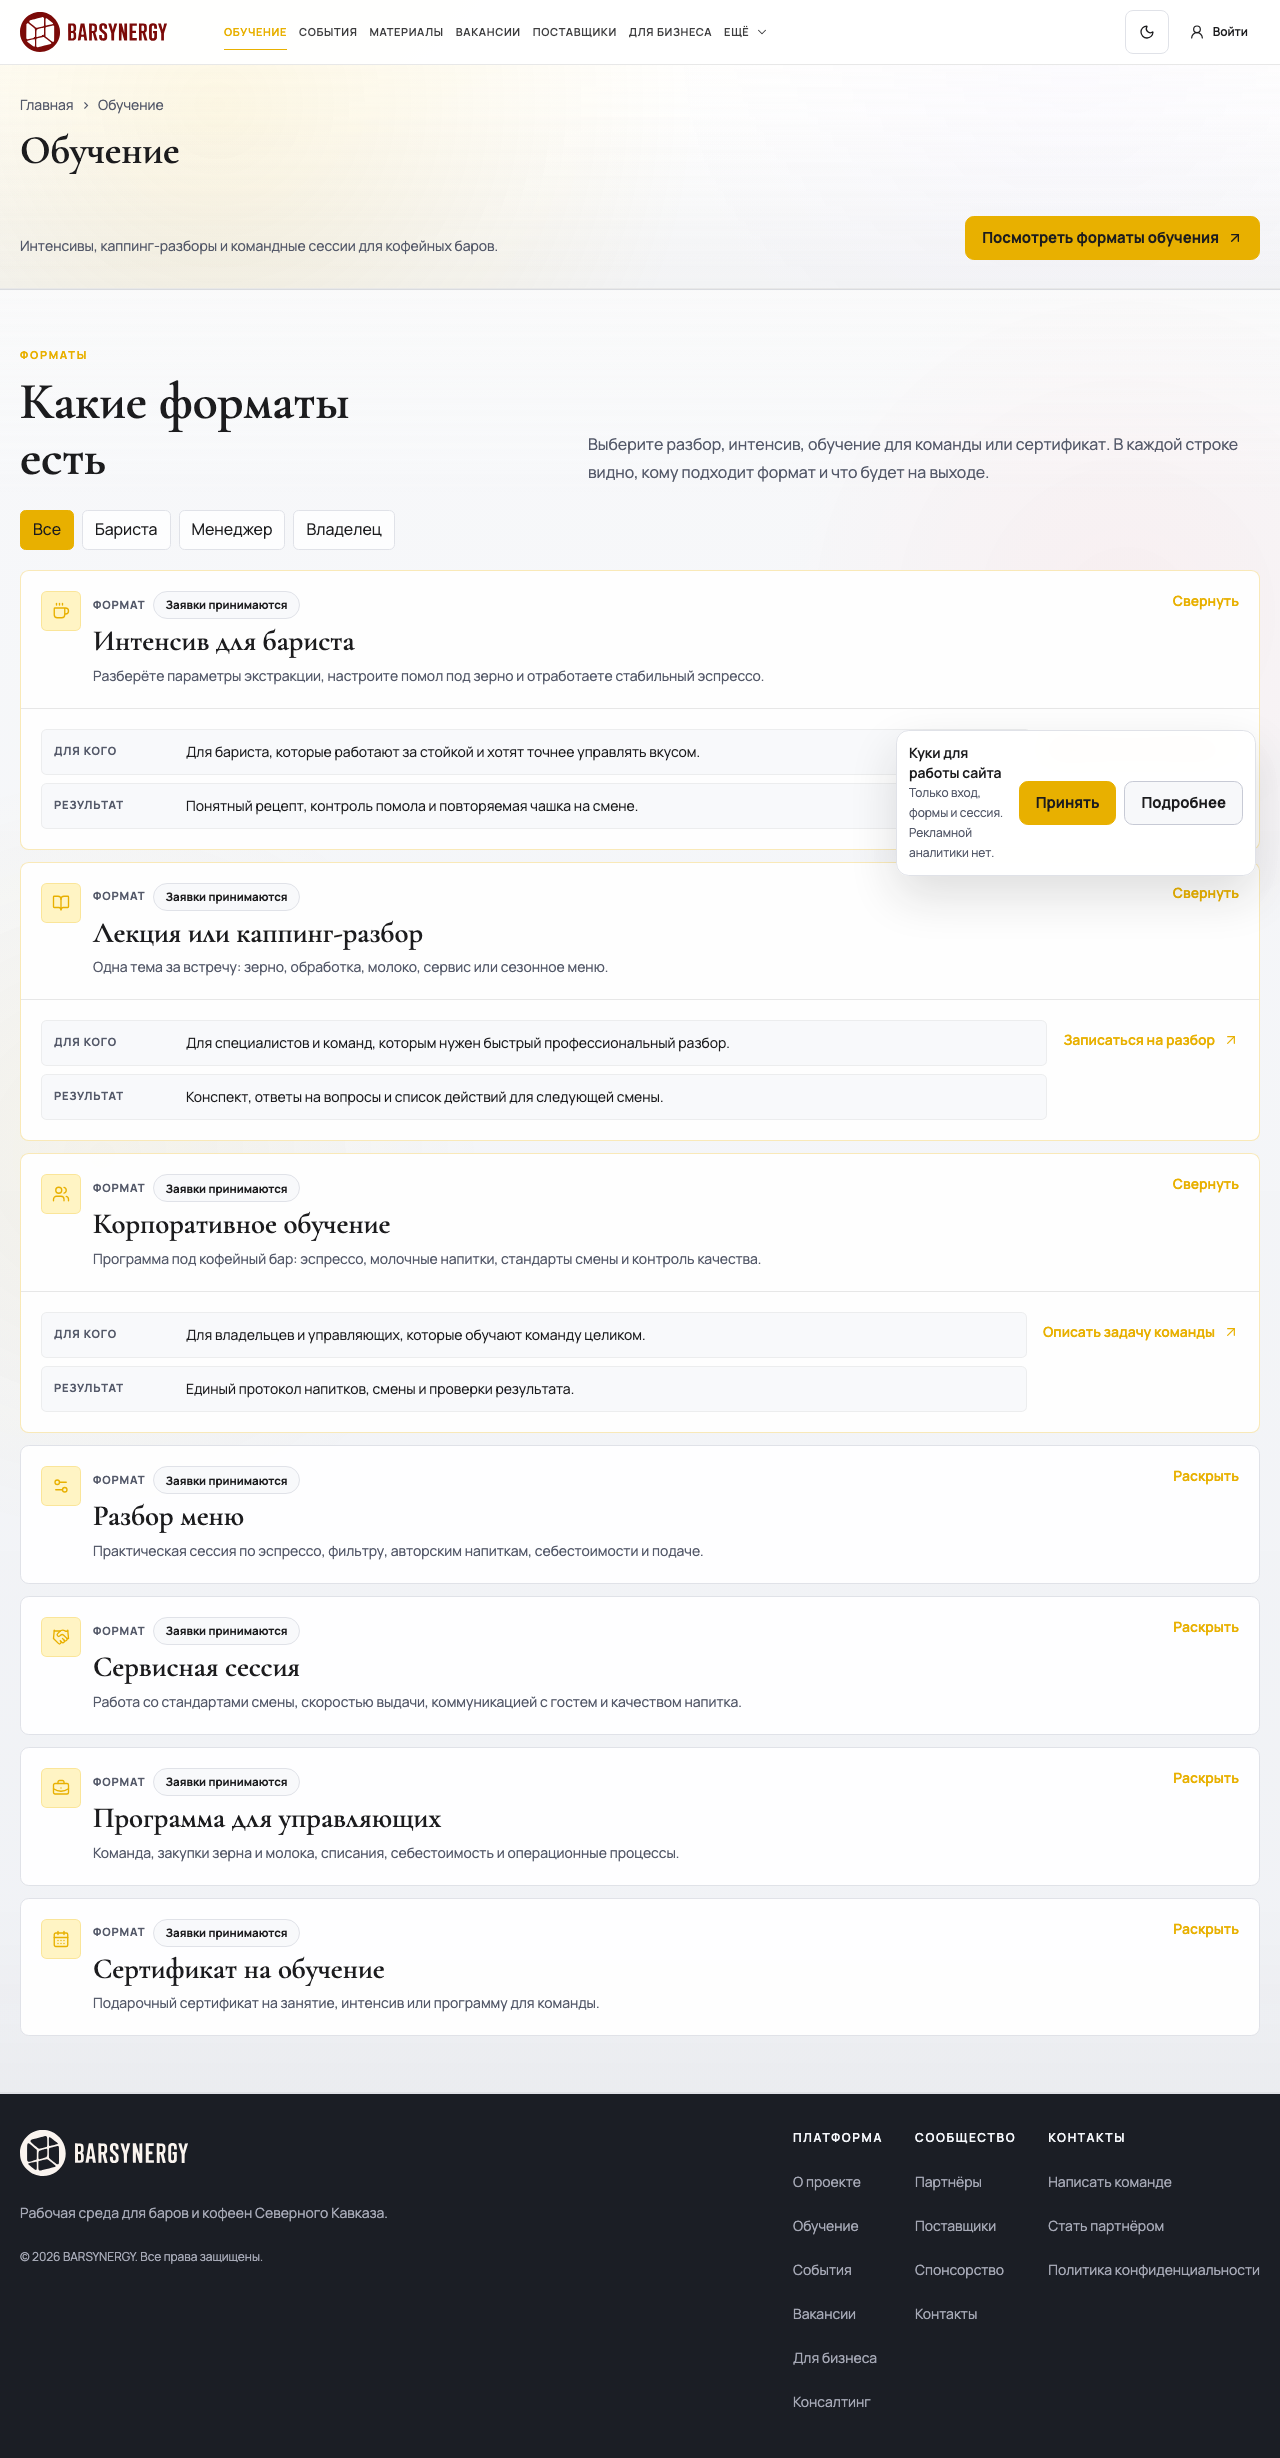 BARSYNERGY
ОБУЧЕНИЕ СОБЫТИЯ МАТЕРИАЛЫ ВАКАНСИИ ПОСТАВЩИКИ ДЛЯ БИЗНЕСА ЕЩЁ
Войти
Главная › Обучение
Обучение
Интенсивы, каппинг-разборы и командные сессии для кофейных баров.
Посмотреть форматы обучения
ФОРМАТЫ
Какие форматы
есть
Выберите разбор, интенсив, обучение для команды или сертификат. В каждой строке
видно, кому подходит формат и что будет на выходе.
Все Бариста Менеджер Владелец
ФОРМАТ Заявки принимаются
Свернуть
Интенсив для бариста
Разберёте параметры экстракции, настроите помол под зерно и отработаете стабильный эспрессо.
ДЛЯ КОГО Для бариста, которые работают за стойкой и хотят точнее управлять вкусом.
РЕЗУЛЬТАТ Понятный рецепт, контроль помола и повторяемая чашка на смене.
Куки для
работы сайта
Только вход,
формы и сессия.
Рекламной
аналитики нет.
Принять Подробнее
ФОРМАТ Заявки принимаются
Свернуть
Лекция или каппинг-разбор
Одна тема за встречу: зерно, обработка, молоко, сервис или сезонное меню.
ДЛЯ КОГО Для специалистов и команд, которым нужен быстрый профессиональный разбор.
Записаться на разбор
РЕЗУЛЬТАТ Конспект, ответы на вопросы и список действий для следующей смены.
ФОРМАТ Заявки принимаются
Свернуть
Корпоративное обучение
Программа под кофейный бар: эспрессо, молочные напитки, стандарты смены и контроль качества.
ДЛЯ КОГО Для владельцев и управляющих, которые обучают команду целиком.
Описать задачу команды
РЕЗУЛЬТАТ Единый протокол напитков, смены и проверки результата.
ФОРМАТ Заявки принимаются
Раскрыть
Разбор меню
Практическая сессия по эспрессо, фильтру, авторским напиткам, себестоимости и подаче.
ФОРМАТ Заявки принимаются
Раскрыть
Сервисная сессия
Работа со стандартами смены, скоростью выдачи, коммуникацией с гостем и качеством напитка.
ФОРМАТ Заявки принимаются
Раскрыть
Программа для управляющих
Команда, закупки зерна и молока, списания, себестоимость и операционные процессы.
ФОРМАТ Заявки принимаются
Раскрыть
Сертификат на обучение
Подарочный сертификат на занятие, интенсив или программу для команды.
BARSYNERGY
Рабочая среда для баров и кофеен Северного Кавказа.
© 2026 BARSYNERGY. Все права защищены.
ПЛАТФОРМА
О проекте
Обучение
События
Вакансии
Для бизнеса
Консалтинг
СООБЩЕСТВО
Партнёры
Поставщики
Спонсорство
Контакты
КОНТАКТЫ
Написать команде
Стать партнёром
Политика конфиденциальности